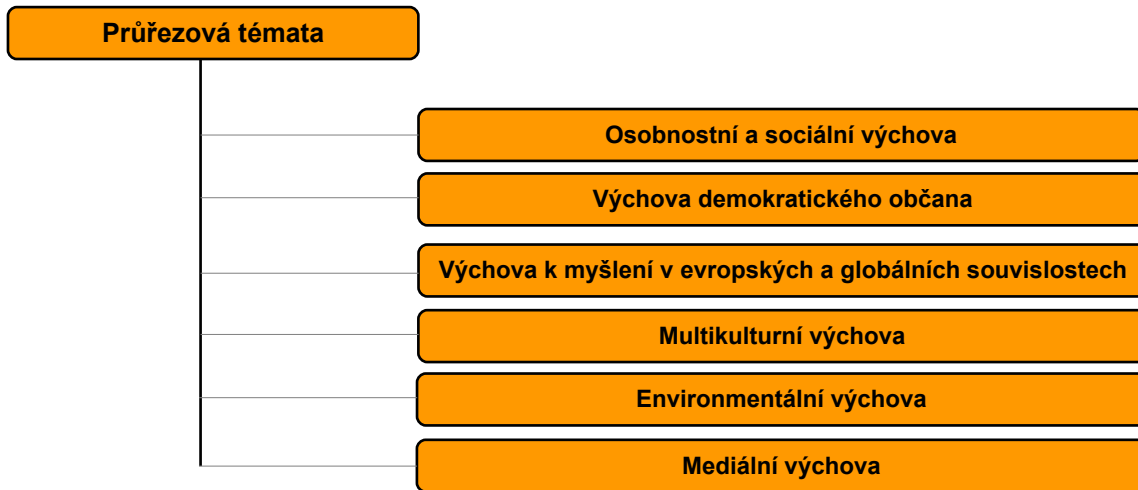 Průřezová témata
Osobnostní a sociální výchova
Výchova demokratického občana
Výchova k myšlení v evropských a globálních souvislostech
Multikulturní výchova
Environmentální výchova
Mediální výchova